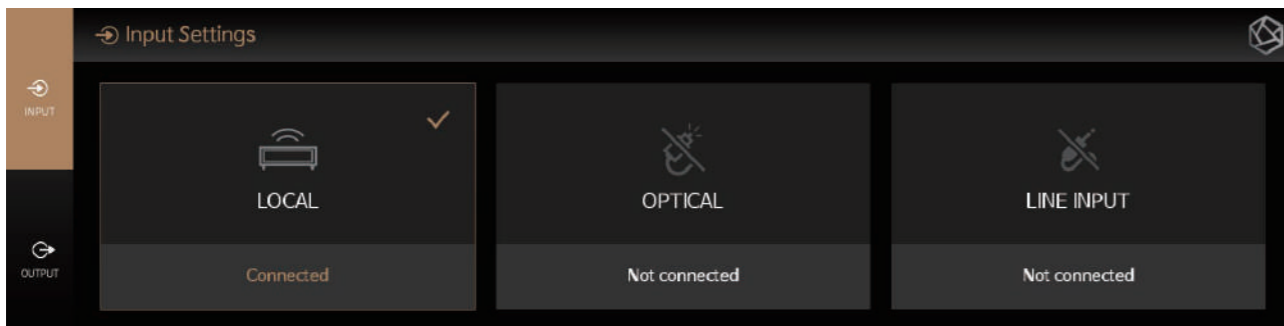 Input Settings
INPUT
LOCAL
OPTICAL
LINE INPUT
OUTPUT
Connected
Not connected
Not connected